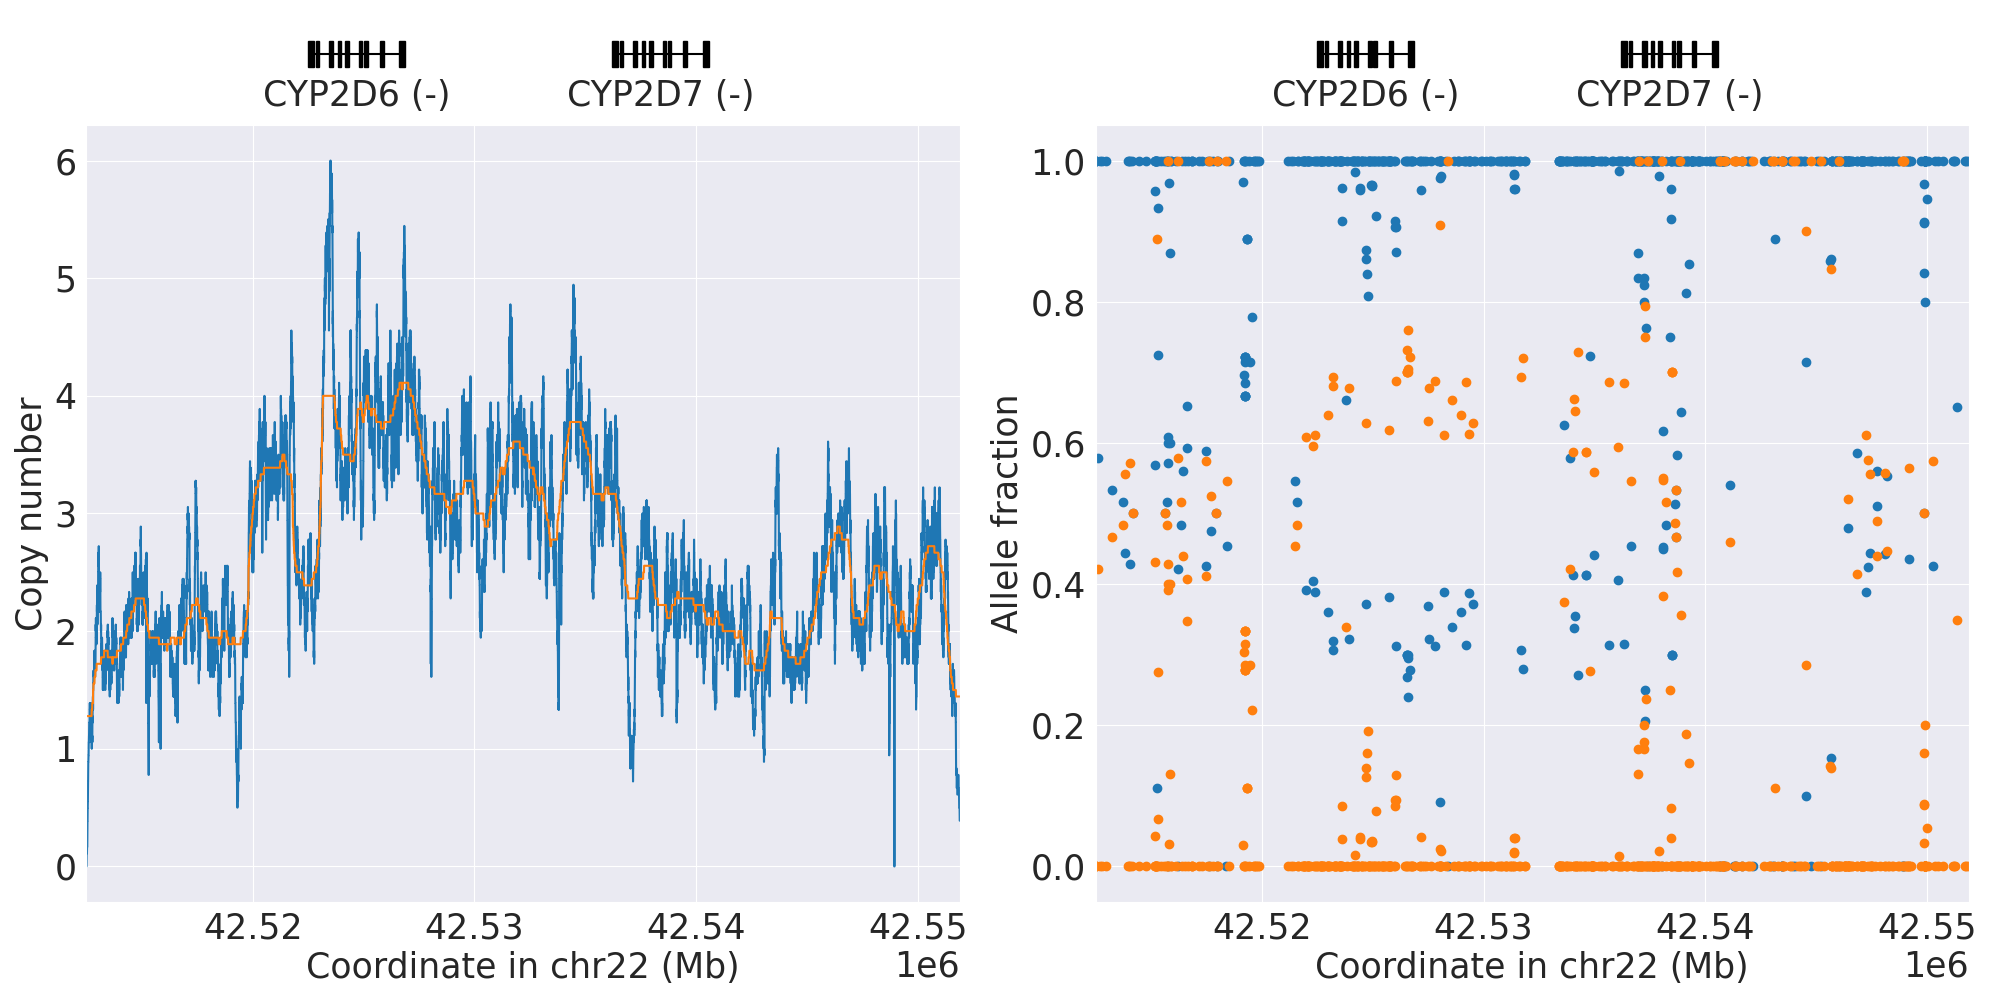 CYP2D6 (-) CYP2D7 (-)
6
5
4
3
2
1
0
Copy number
42.52 42.53 42.54 42.55
Coordinate in chr22 (Mb) 1e6
CYP2D6 (-) CYP2D7 (-)
1.0
0.8
0.6
0.4
0.2
0.0
Allele fraction
42.52 42.53 42.54 42.55
Coordinate in chr22 (Mb) 1e6